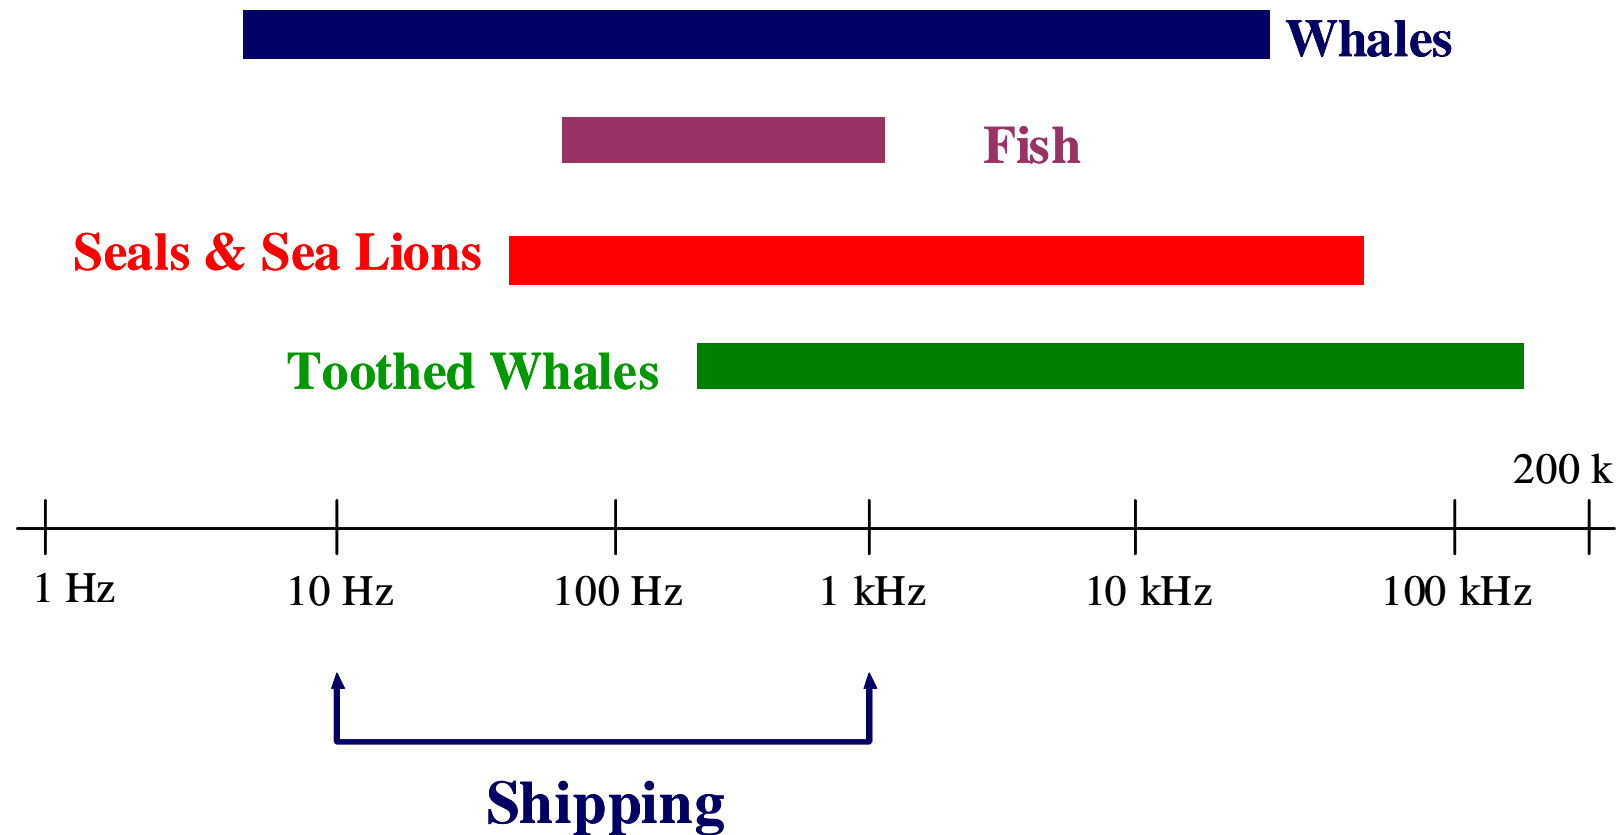 Whales
Fish
Seals & Sea Lions
Toothed Whales
200 k
1 Hz
10 Hz
100 Hz
1 kHz
10 kHz
100 kHz
Shipping